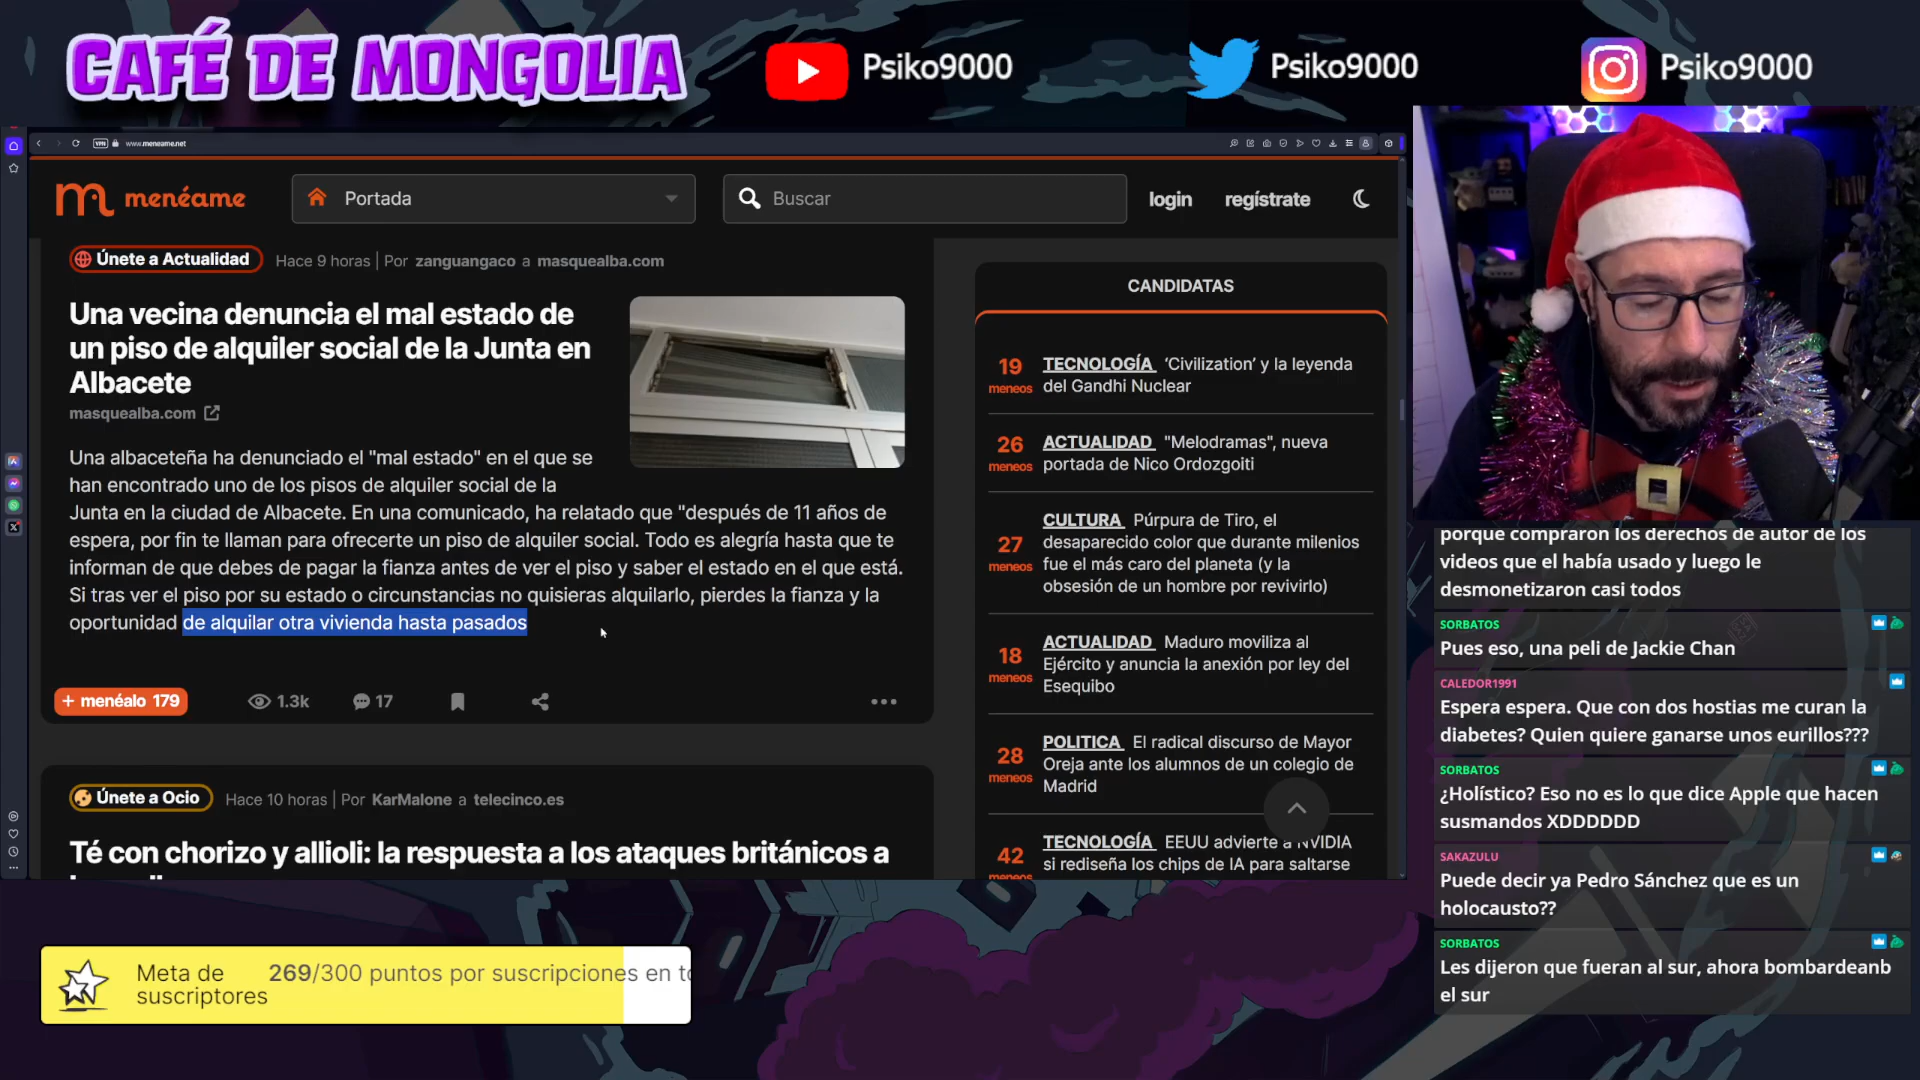 CAFÉ DE MONGOLIA
Psiko9000
Psiko9000
Psiko9000
VPN
www.meneame.net
menéame
Portada
Buscar
login
regístrate
Únete a Actualidad
Hace 9 horas | Por zanguangaco a masquealba.com
Una vecina denuncia el mal estado de
un piso de alquiler social de la Junta en
Albacete
masquealba.com
Una albaceteña ha denunciado el "mal estado" en el que se
han encontrado uno de los pisos de alquiler social de la
Junta en la ciudad de Albacete. En una comunicado, ha relatado que "después de 11 años de
espera, por fin te llaman para ofrecerte un piso de alquiler social. Todo es alegría hasta que te
informan de que debes de pagar la fianza antes de ver el piso y saber el estado en el que está.
Si tras ver el piso por su estado o circunstancias no quisieras alquilarlo, pierdes la fianza y la
oportunidad de alquilar otra vivienda hasta pasados
+ menéalo 179
1.3k
17
Únete a Ocio
Hace 10 horas | Por KarMalone a telecinco.es
Té con chorizo y allioli: la respuesta a los ataques británicos a
CANDIDATAS
19
meneos
TECNOLOGÍA 'Civilization' y la leyenda
del Gandhi Nuclear
26
meneos
ACTUALIDAD "Melodramas", nueva
portada de Nico Ordozgoiti
27
meneos
CULTURA Púrpura de Tiro, el
desaparecido color que durante milenios
fue el más caro del planeta (y la
obsesión de un hombre por revivirlo)
18
meneos
ACTUALIDAD Maduro moviliza al
Ejército y anuncia la anexión por ley del
Esequibo
28
meneos
POLITICA El radical discurso de Mayor
Oreja ante los alumnos de un colegio de
Madrid
42
meneos
TECNOLOGÍA EEUU advierte a NVIDIA
si rediseña los chips de IA para saltarse
porque compraron los derechos de autor de los
videos que el había usado y luego le
desmonetizaron casi todos
SORBATOS
Pues eso, una peli de Jackie Chan
CALEDOR1991
Espera espera. Que con dos hostias me curan la
diabetes? Quien quiere ganarse unos eurillos???
SORBATOS
¿Holístico? Eso no es lo que dice Apple que hacen
susmandos XDDDDDD
SAKAZULU
Puede decir ya Pedro Sánchez que es un
holocausto??
SORBATOS
Les dijeron que fueran al sur, ahora bombardeanb
el sur
Meta de
suscriptores
269/300 puntos por suscripciones en to